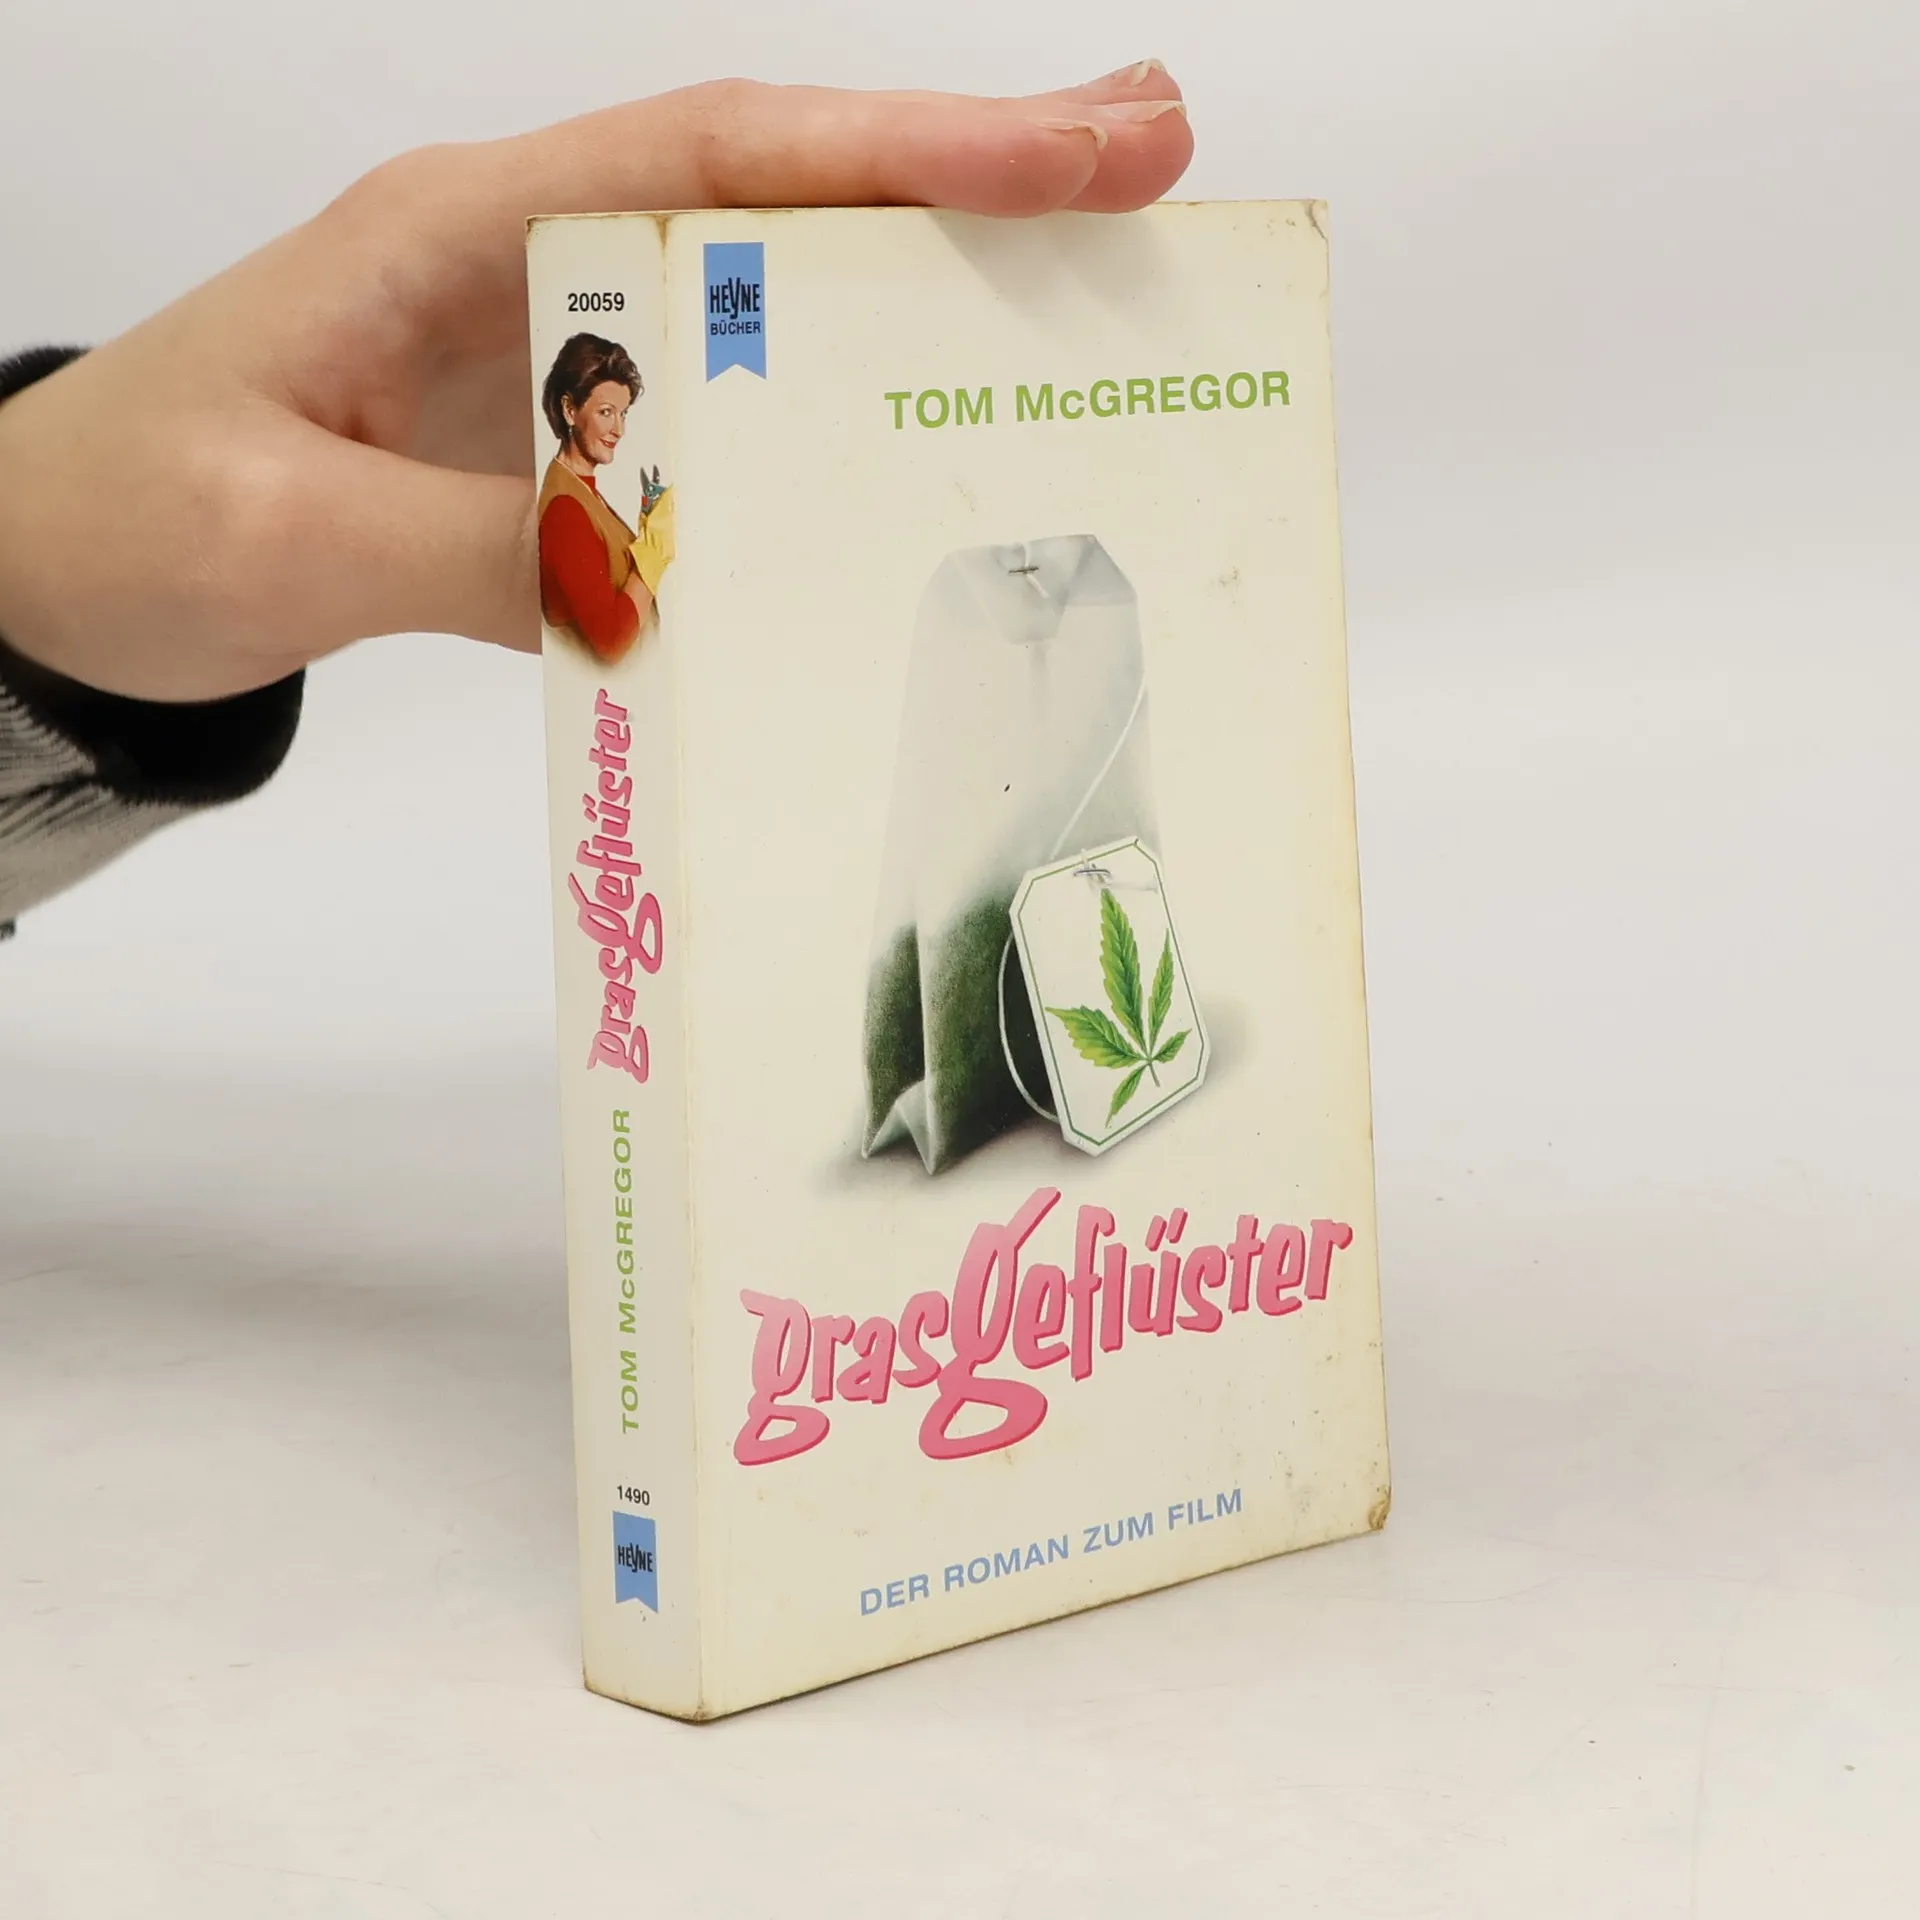 20059
grasgeflüster
TOM McGREGOR
1490
HEYNE
HEYNE
BÜCHER
TOM McGREGOR
grasgeflüster
DER ROMAN ZUM FILM